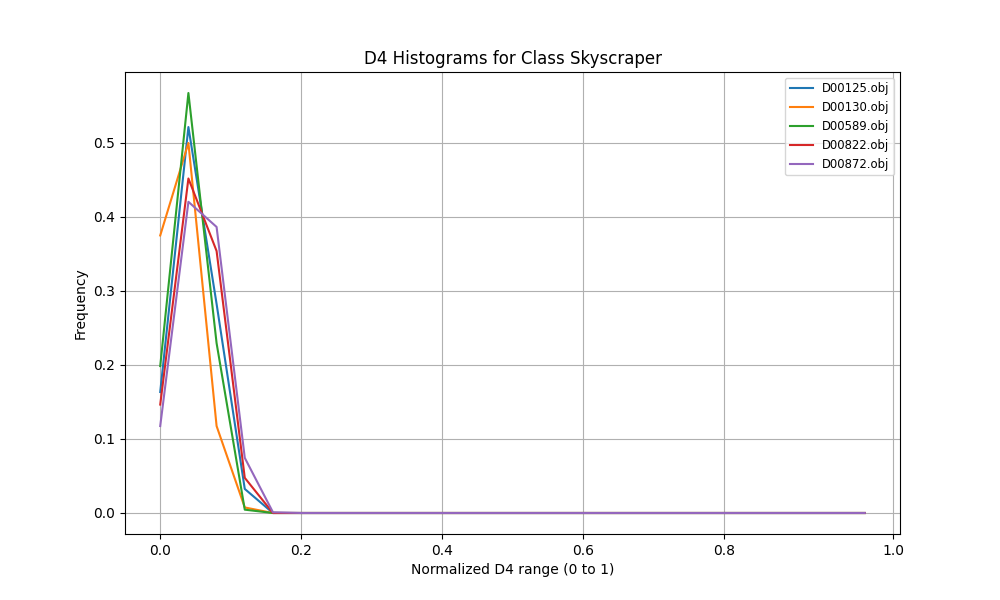 D4 Histograms for Class Skyscraper
D00125.obj
D00130.obj
D00589.obj
D00822.obj
D00872.obj
Frequency
0.5
0.4
0.3
0.2
0.1
0.0
0.0 0.2 0.4 0.6 0.8 1.0
Normalized D4 range (0 to 1)